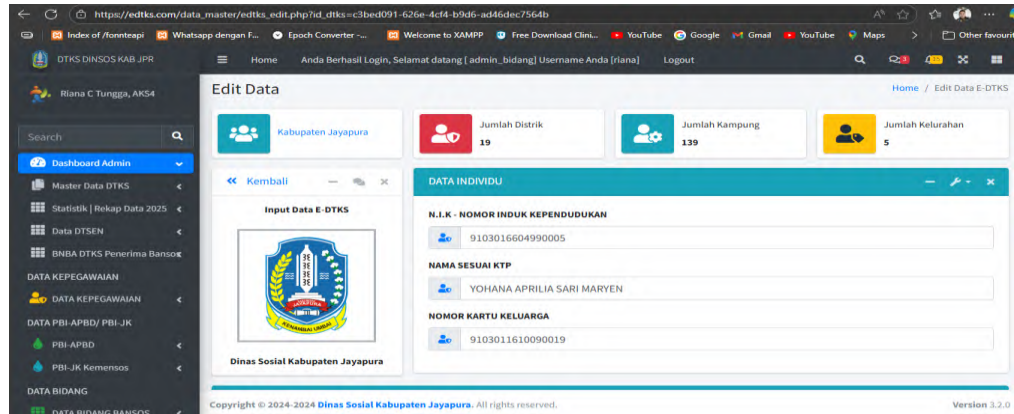 https://edtks.com/data_master/edtks_edit.php?id_dtks=c3bed091-626e-4cf4-b9d6-ad46dec7564b
Index of /fonnteapi
Whatsapp dengan F...
Epoch Converter -...
Welcome to XAMPP
Free Download Clini...
YouTube
Google
Gmail
YouTube
Maps
Other favourit
DTKS DINSOS KAB JPR
Home
Anda Berhasil Login, Selamat datang [ admin_bidang] Username Anda [riana]
Logout
Riana C Tungga, AKS4
Search
Dashboard Admin
Master Data DTKS
Statistik | Rekap Data 2025
Data DTSEN
BNBA DTKS Penerima Bansos
DATA KEPEGAWAIAN
DATA KEPEGAWAIAN
DATA PBI-APBD/ PBI-JK
PBI-APBD
PBI-JK Kemensos
DATA BIDANG
DATA BIDANG BANSOS
Edit Data
Home / Edit Data E-DTKS
Kabupaten Jayapura
Jumlah Distrik
19
Jumlah Kampung
139
Jumlah Kelurahan
5
Kembali
Input Data E-DTKS
JAYAPURA
KENAMBAI UMBAI
Dinas Sosial Kabupaten Jayapura
DATA INDIVIDU
N.I.K - NOMOR INDUK KEPENDUDUKAN
9103016604990005
NAMA SESUAI KTP
YOHANA APRILIA SARI MARYEN
NOMOR KARTU KELUARGA
9103011610090019
Copyright © 2024-2024 Dinas Sosial Kabupaten Jayapura. All rights reserved.
Version 3.2.0